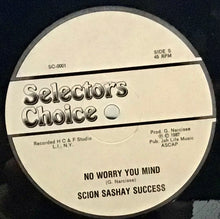 SC-0001
SIDE S
45 RPM
Selectors
Choice
Recorded H C & F Studio
L.I., N.Y.
Prod. G. Narcisse
℗ © 1987
Pub. Jah Life Music
ASCAP
NO WORRY YOU MIND
(G. Narcisse)
SCION SASHAY SUCCESS